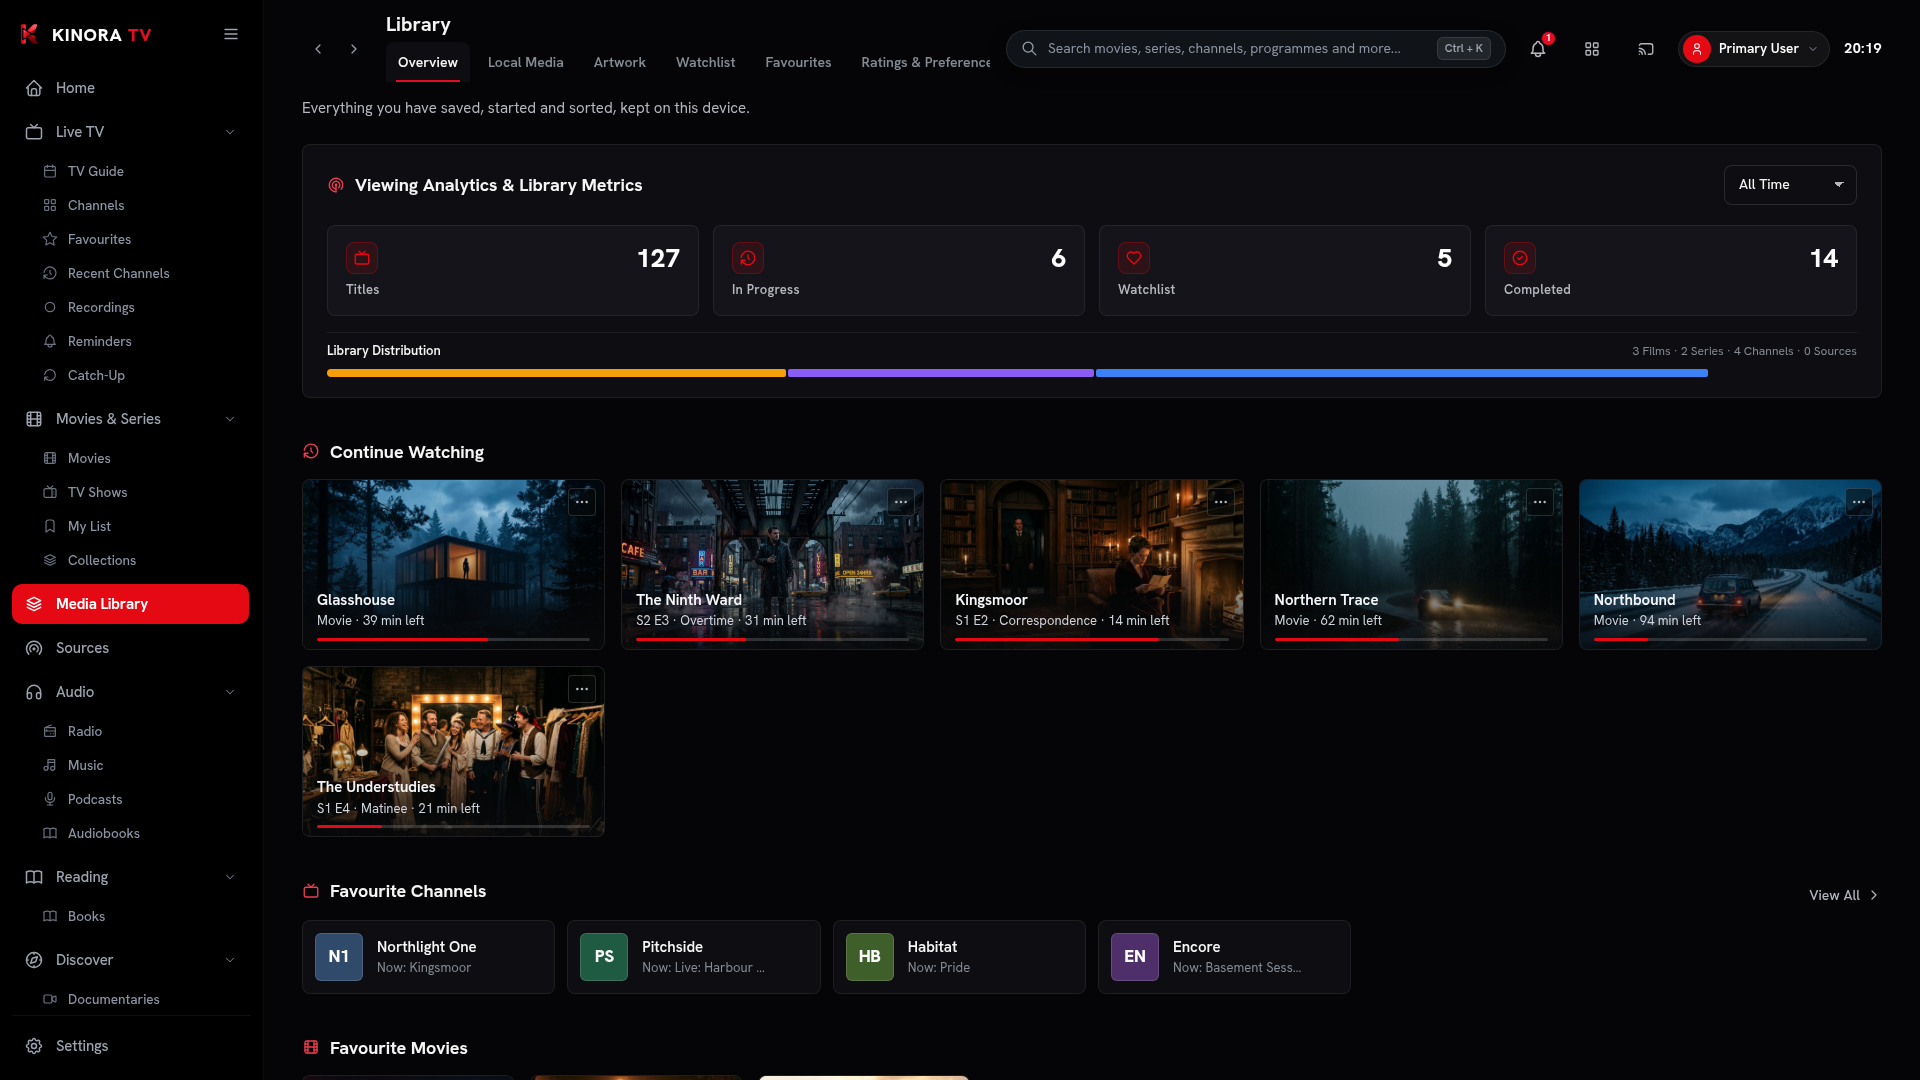 KINORA TV
Home
Live TV
TV Guide
Channels
Favourites
Recent Channels
Recordings
Reminders
Catch-Up
Movies & Series
Movies
TV Shows
My List
Collections
Media Library
Sources
Audio
Radio
Music
Podcasts
Audiobooks
Reading
Books
Discover
Documentaries
Settings
Library
Overview
Local Media
Artwork
Watchlist
Favourites
Ratings & Preference
Search movies, series, channels, programmes and more...
Ctrl + K
1
Primary User
20:19
Everything you have saved, started and sorted, kept on this device.
Viewing Analytics & Library Metrics
All Time
127
Titles
6
In Progress
5
Watchlist
14
Completed
Library Distribution
3 Films · 2 Series · 4 Channels · 0 Sources
Continue Watching
Glasshouse
Movie · 39 min left
CAFE
BAR
OPEN 24HRS
The Ninth Ward
S2 E3 · Overtime · 31 min left
Kingsmoor
S1 E2 · Correspondence · 14 min left
Northern Trace
Movie · 62 min left
Northbound
Movie · 94 min left
The Understudies
S1 E4 · Matinee · 21 min left
Favourite Channels
View All
N1
Northlight One
Now: Kingsmoor
PS
Pitchside
Now: Live: Harbour ...
HB
Habitat
Now: Pride
EN
Encore
Now: Basement Sess...
Favourite Movies